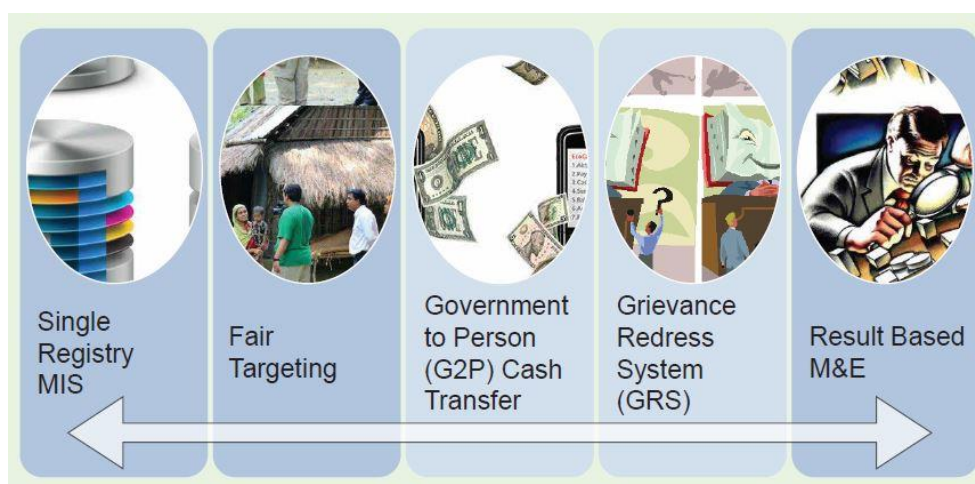 Single
Registry
MIS
Fair
Targeting
Government
to Person
(G2P) Cash
Transfer
Grievance
Redress
System
(GRS)
Result Based
M&E